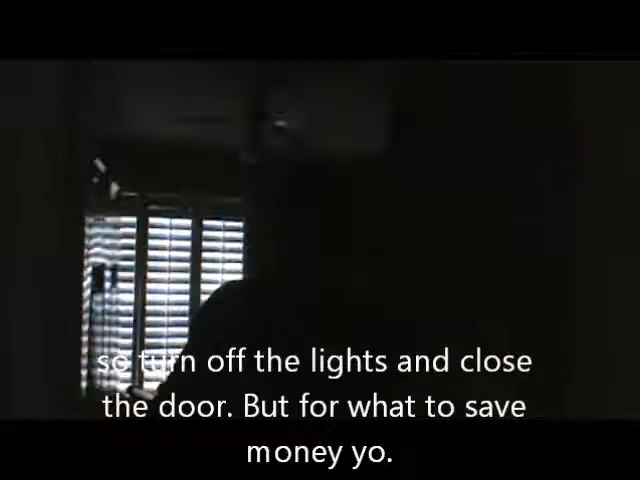 so turn off the lights and close
the door. But for what to save
money yo.